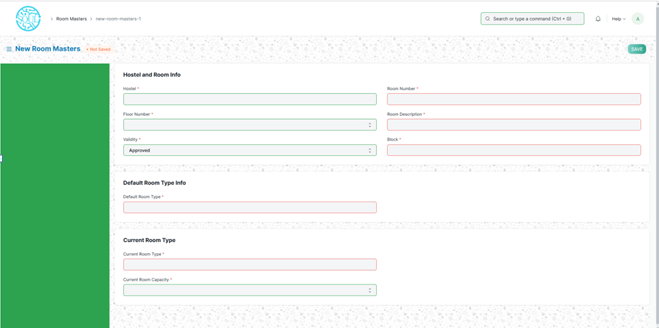 Room Masters
new-room-masters-1
Search or type a command (Ctrl + G)
Help
A
New Room Masters
Not Saved
SAVE
Hostel and Room Info
Hostel *
Room Number *
Floor Number *
Room Description *
Validity *
Approved
Block *
Default Room Type Info
Default Room Type *
Current Room Type
Current Room Type *
Current Room Capacity *